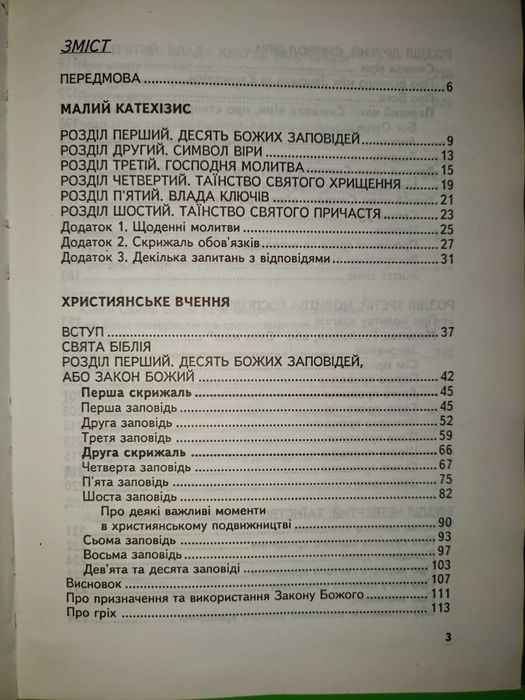 ЗМІСТ
ПЕРЕДМОВА 6
МАЛИЙ КАТЕХІЗИС
РОЗДІЛ ПЕРШИЙ. ДЕСЯТЬ БОЖИХ ЗАПОВІДЕЙ 9
РОЗДІЛ ДРУГИЙ. СИМВОЛ ВІРИ 13
РОЗДІЛ ТРЕТІЙ. ГОСПОДНЯ МОЛИТВА 15
РОЗДІЛ ЧЕТВЕРТИЙ. ТАЇНСТВО СВЯТОГО ХРИЩЕННЯ 19
РОЗДІЛ П'ЯТИЙ. ВЛАДА КЛЮЧІВ 21
РОЗДІЛ ШОСТИЙ. ТАЇНСТВО СВЯТОГО ПРИЧАСТЯ 23
Додаток 1. Щоденні молитви 25
Додаток 2. Скрижаль обов'язків 27
Додаток 3. Декілька запитань з відповідями 31
ХРИСТИЯНСЬКЕ ВЧЕННЯ
ВСТУП 37
СВЯТА БІБЛІЯ
РОЗДІЛ ПЕРШИЙ. ДЕСЯТЬ БОЖИХ ЗАПОВІДЕЙ,
АБО ЗАКОН БОЖИЙ 42
Перша скрижаль 45
Перша заповідь 45
Друга заповідь 52
Третя заповідь 59
Друга скрижаль 66
Четверта заповідь 67
П'ята заповідь 75
Шоста заповідь 82
Про деякі важливі моменти
в християнському подвижництві 90
Сьома заповідь 93
Восьма заповідь 97
Дев'ята та десята заповіді 103
Висновок 107
Про призначення та використання Закону Божого 111
Про гріх 113
3